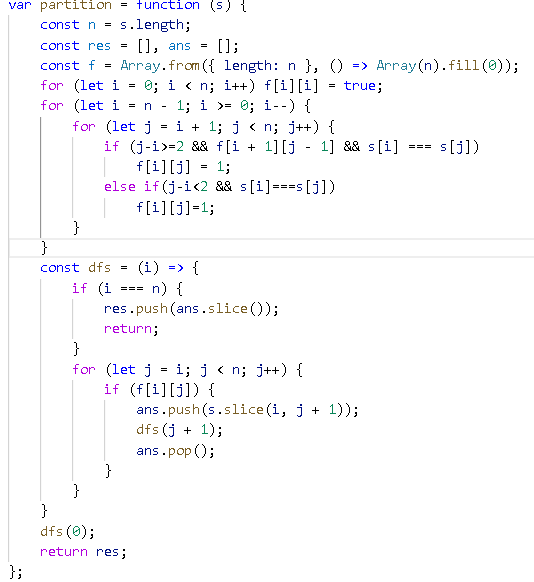 var partition = function (s) {
    const n = s.length;
    const res = [], ans = [];
    const f = Array.from({ length: n }, () => Array(n).fill(0));
    for (let i = 0; i < n; i++) f[i][i] = true;
    for (let i = n - 1; i >= 0; i--) {
        for (let j = i + 1; j < n; j++) {
            if (j-i>=2 && f[i + 1][j - 1] && s[i] === s[j])
                f[i][j] = 1;
            else if(j-i<2 && s[i]===s[j])
                f[i][j]=1;
        }
    }
    const dfs = (i) => {
        if (i === n) {
            res.push(ans.slice());
            return;
        }
        for (let j = i; j < n; j++) {
            if (f[i][j]) {
                ans.push(s.slice(i, j + 1));
                dfs(j + 1);
                ans.pop();
            }
        }
    }
    dfs(0);
    return res;
};